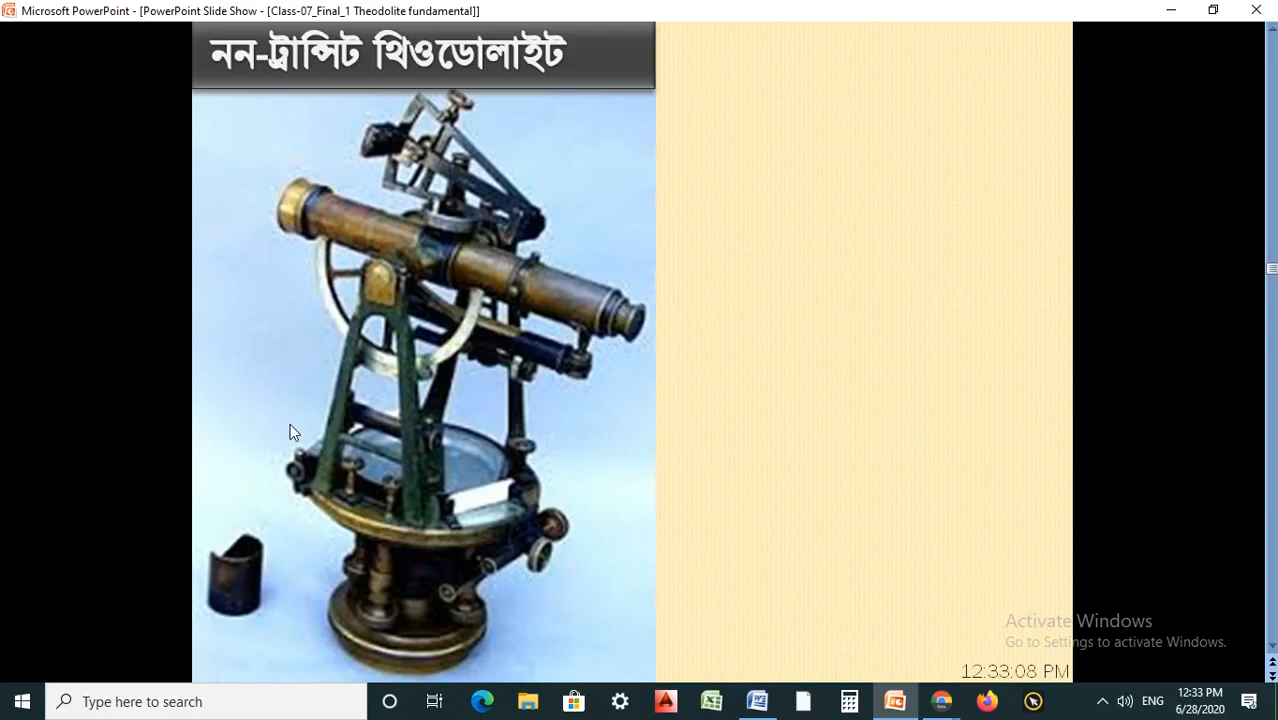 Microsoft PowerPoint - [PowerPoint Slide Show - [Class-07_Final_1 Theodolite fundamental]]
নন-ট্রান্সিট থিওডোলাইট
Activate Windows
Go to Settings to activate Windows.
12:33:08 PM
Type here to search
ENG
12:33 PM
6/28/2020